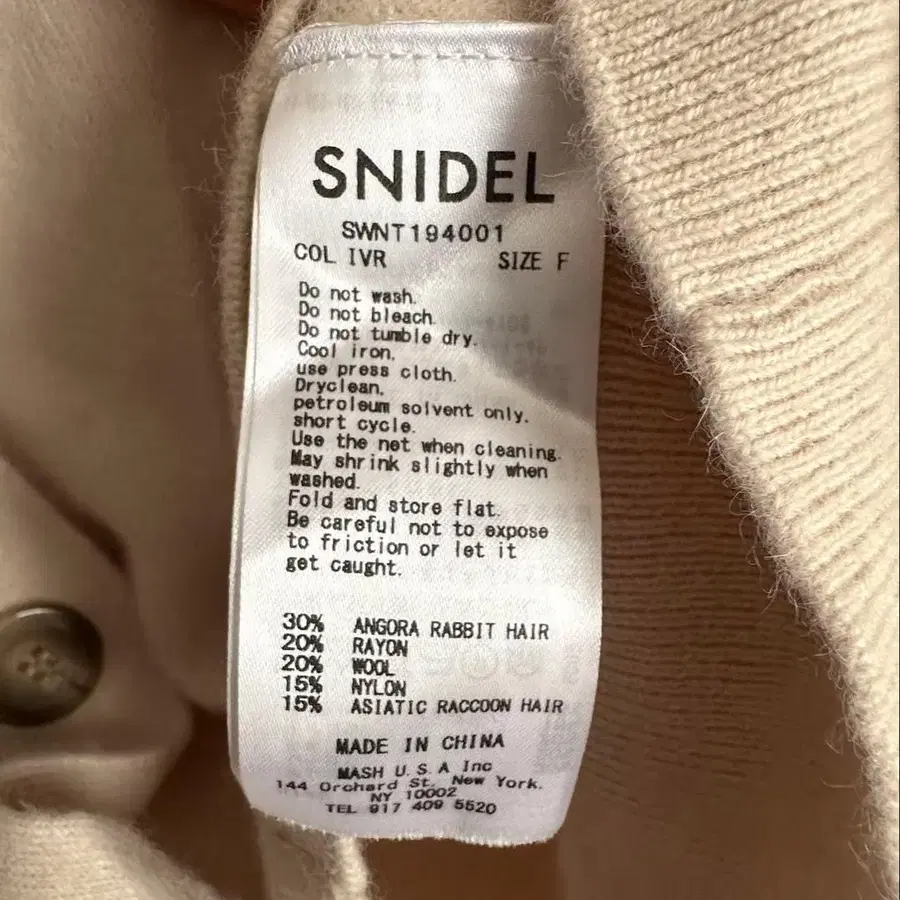 SNIDEL
SWNT194001
COL IVR SIZE F
Do not wash.
Do not bleach.
Do not tumble dry.
Cool iron,
use press cloth.
Dryclean,
petroleum solvent only.
short cycle.
Use the net when cleaning.
May shrink slightly when
washed.
Fold and store flat.
Be careful not to expose
to friction or let it
get caught.
30% ANGORA RABBIT HAIR
20% RAYON
20% WOOL
15% NYLON
15% ASIATIC RACCOON HAIR
MADE IN CHINA
MASH U.S.A Inc
144 Orchard St. New York.
NY 10002
TEL 917 409 5520